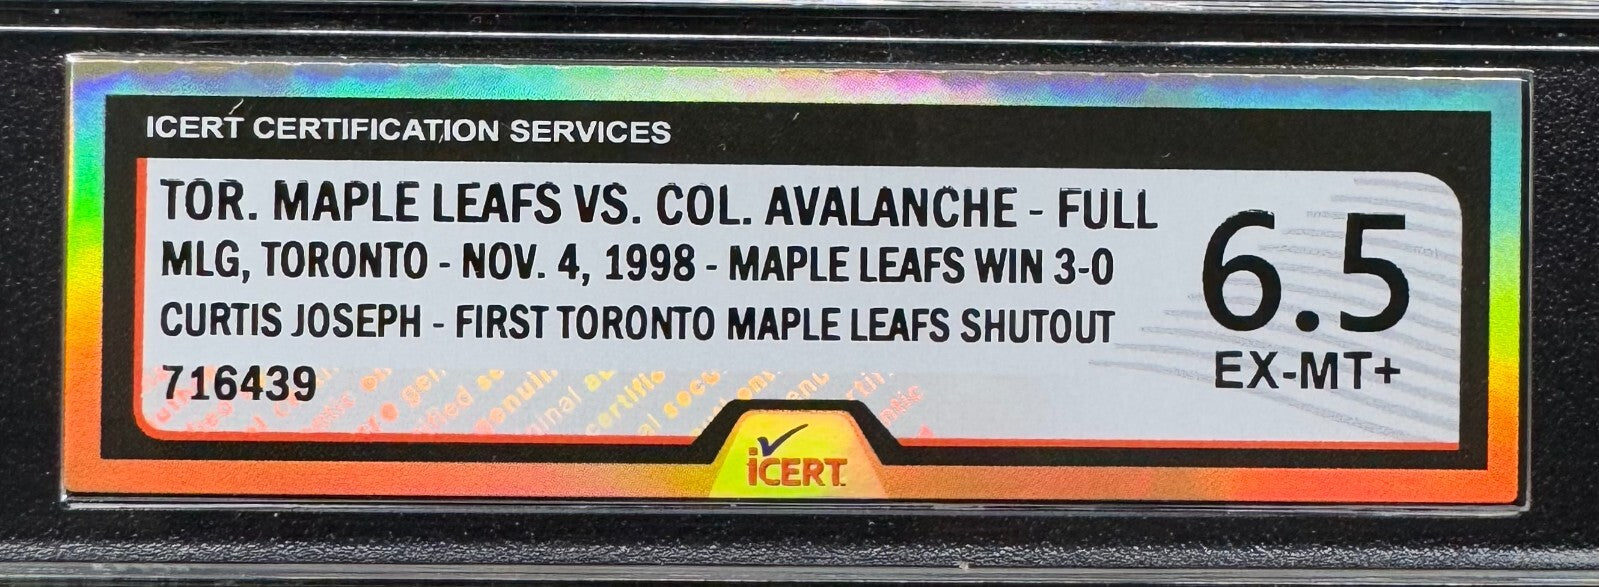 ICERT CERTIFICATION SERVICES
TOR. MAPLE LEAFS VS. COL. AVALANCHE - FULL
MLG, TORONTO - NOV. 4, 1998 - MAPLE LEAFS WIN 3-0
CURTIS JOSEPH - FIRST TORONTO MAPLE LEAFS SHUTOUT
716439
6.5
EX-MT+
iCERT